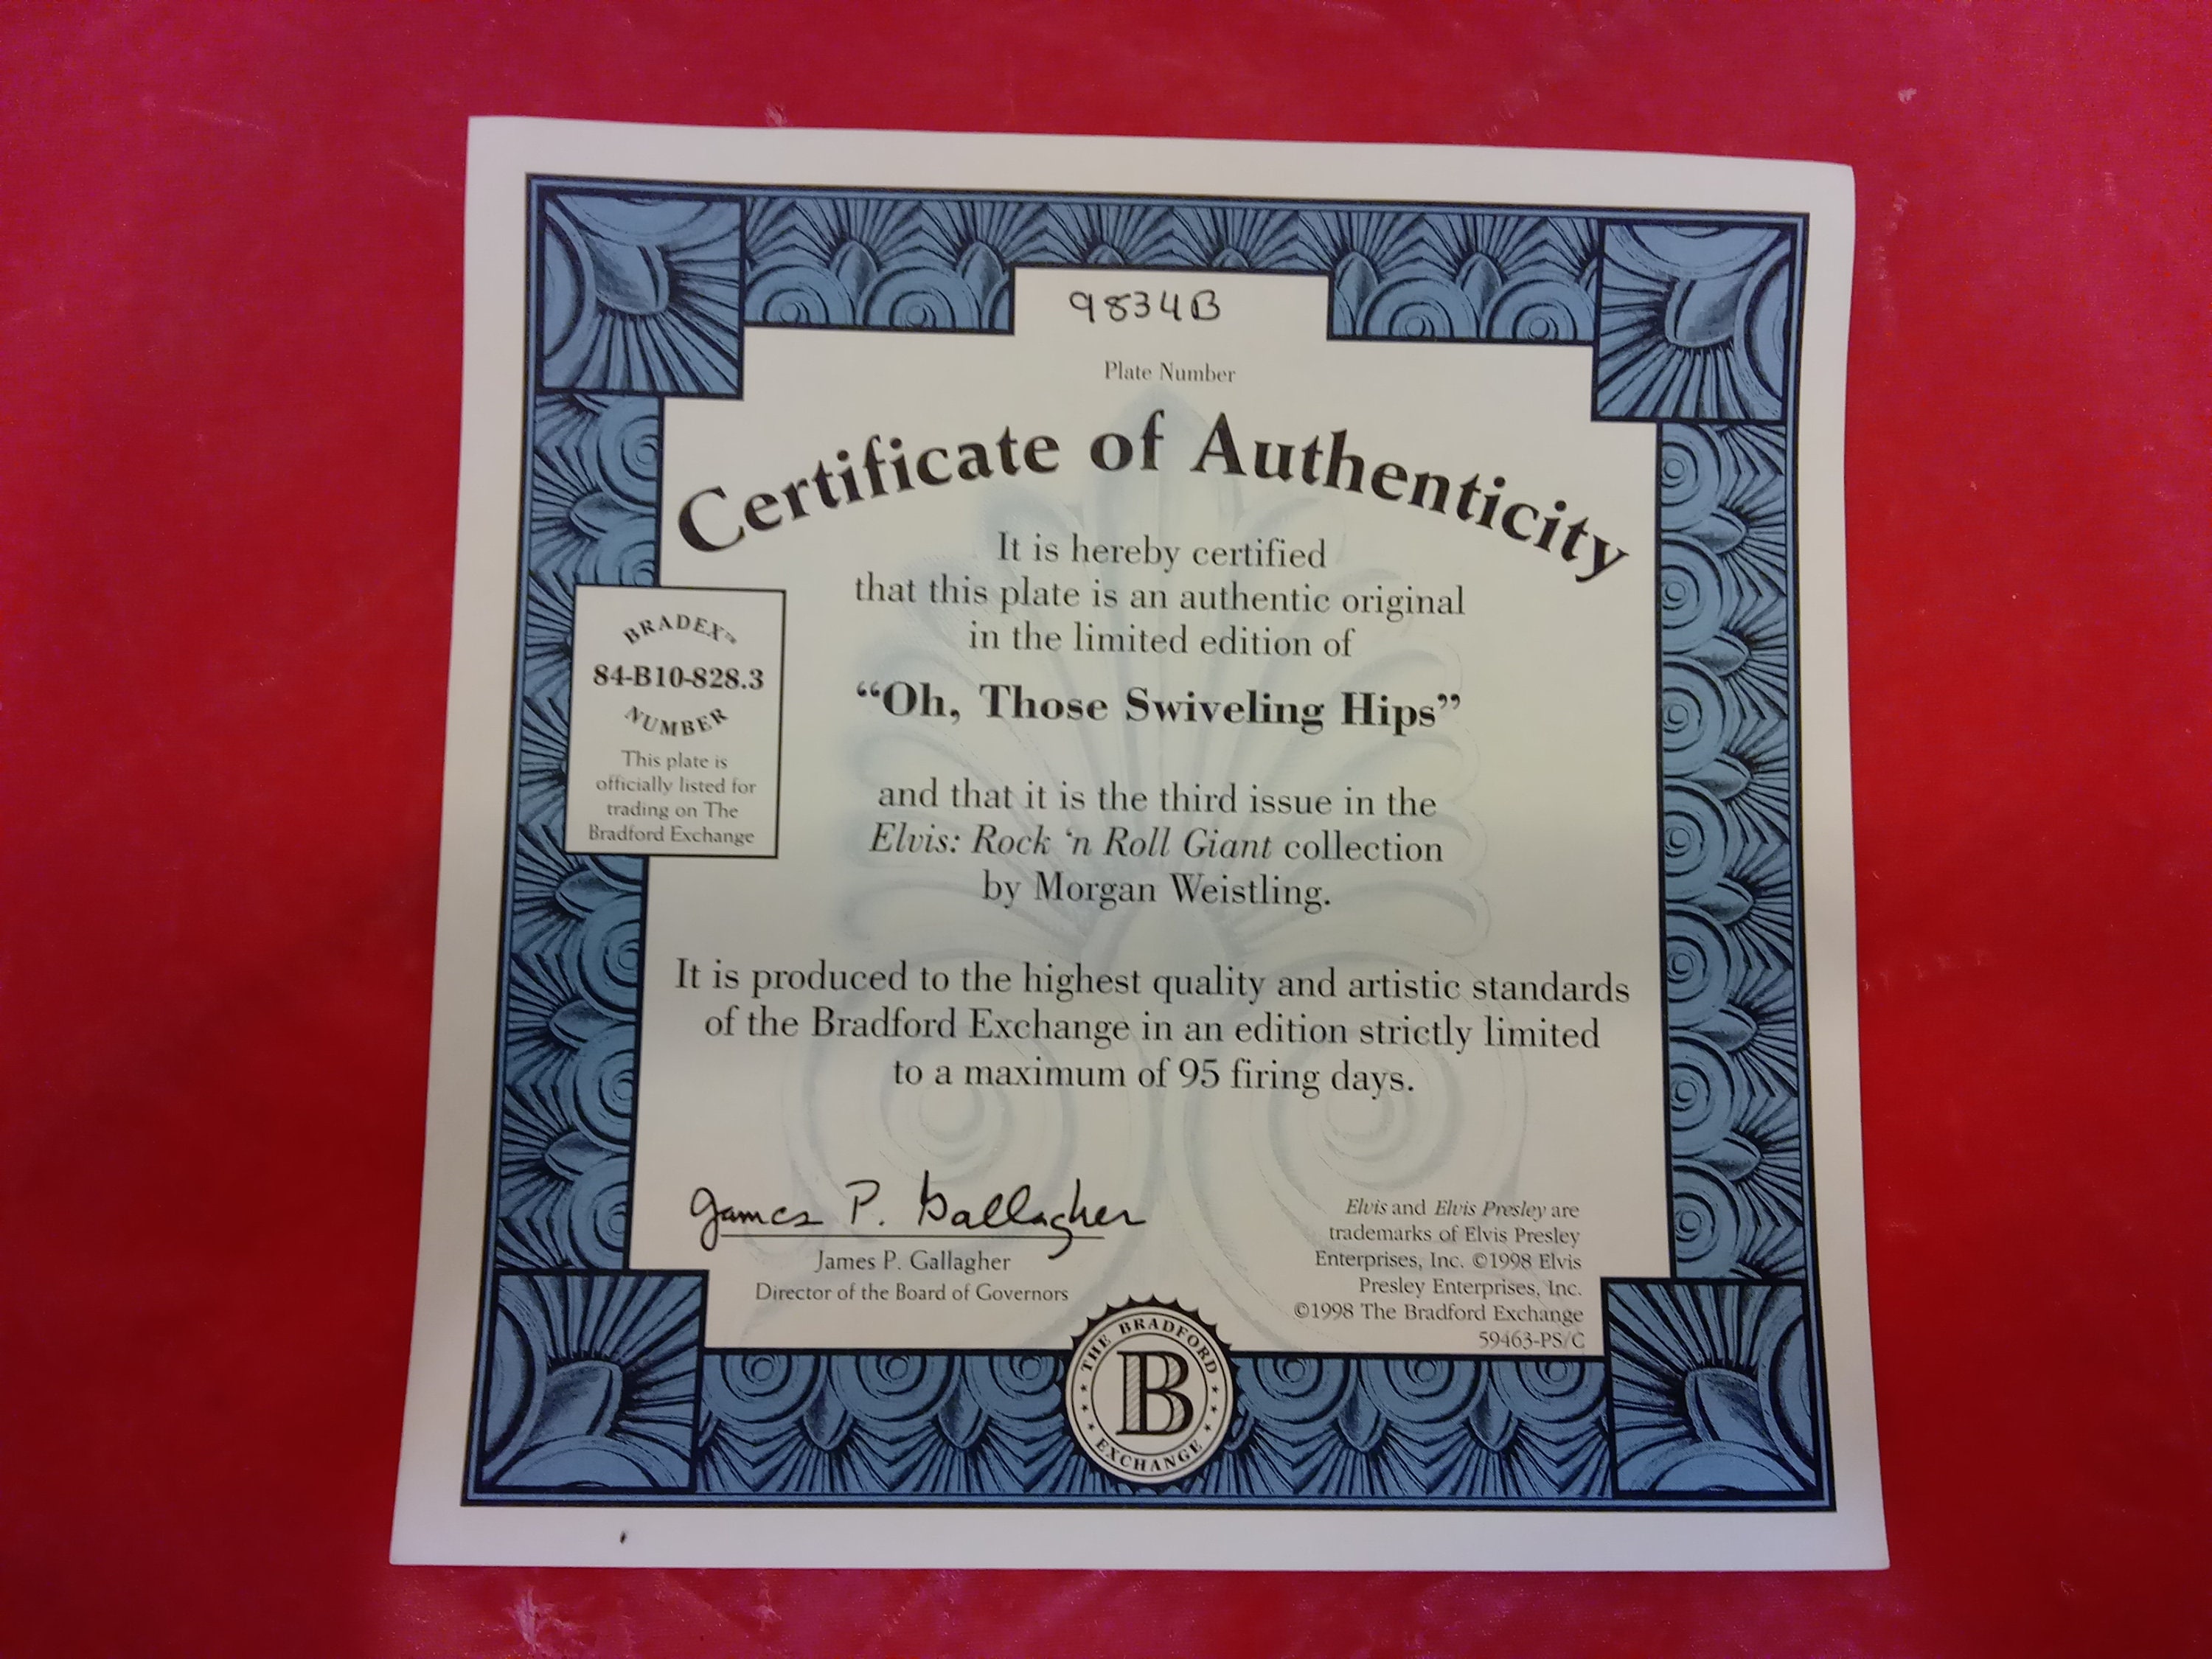 9834B
Plate Number
Certificate of Authenticity
It is hereby certified
that this plate is an authentic original
in the limited edition of
“Oh, Those Swiveling Hips”
and that it is the third issue in the
Elvis: Rock ‘n Roll Giant collection
by Morgan Weistling.
BRADEX™
84-B10-828.3
NUMBER
This plate is
officially listed for
trading on The
Bradford Exchange
It is produced to the highest quality and artistic standards
of the Bradford Exchange in an edition strictly limited
to a maximum of 95 firing days.
James P. Gallagher
James P. Gallagher
Director of the Board of Governors
Elvis and Elvis Presley are
trademarks of Elvis Presley
Enterprises, Inc. ©1998 Elvis
Presley Enterprises, Inc.
©1998 The Bradford Exchange
59463-PS/C
THE BRADFORD
B
EXCHANGE